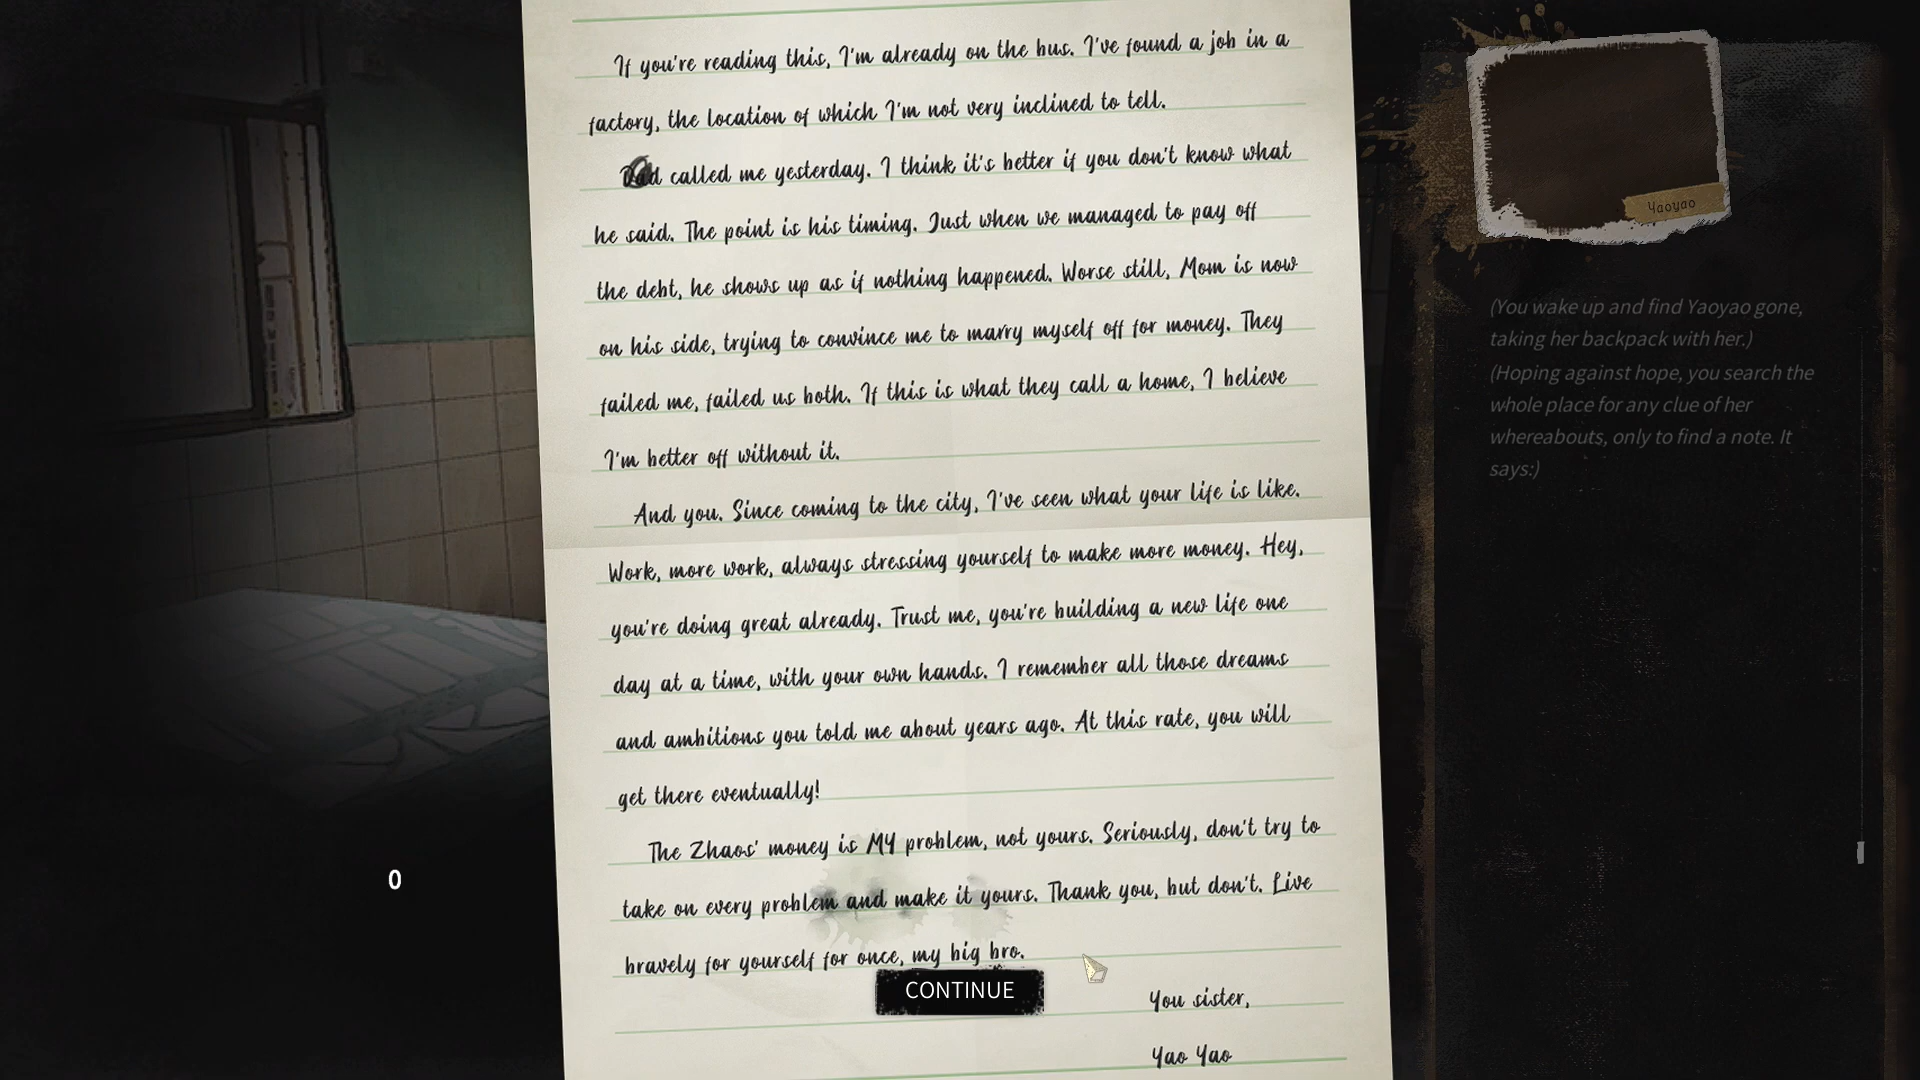 If you're reading this, I'm already on the bus. I've found a job in a
factory, the location of which I'm not very inclined to tell.
Dad called me yesterday. I think it's better if you don't know what
he said. The point is his timing. Just when we managed to pay off
the debt, he shows up as if nothing happened. Worse still, Mom is now
on his side, trying to convince me to marry myself off for money. They
failed me, failed us both. If this is what they call a home, I believe
I'm better off without it.
And you. Since coming to the city, I've seen what your life is like.
Work, more work, always stressing yourself to make more money. Hey,
you're doing great already. Trust me, you're building a new life one
day at a time, with your own hands. I remember all those dreams
and ambitions you told me about years ago. At this rate, you will
get there eventually!
The Zhaos' money is MY problem, not yours. Seriously, don't try to
take on every problem and make it yours. Thank you, but don't. Live
bravely for yourself for once, my big bro.
You sister,
Yao Yao
CONTINUE
0
Yaoyao
(You wake up and find Yaoyao gone,
taking her backpack with her.)
(Hoping against hope, you search the
whole place for any clue of her
whereabouts, only to find a note. It
says:)